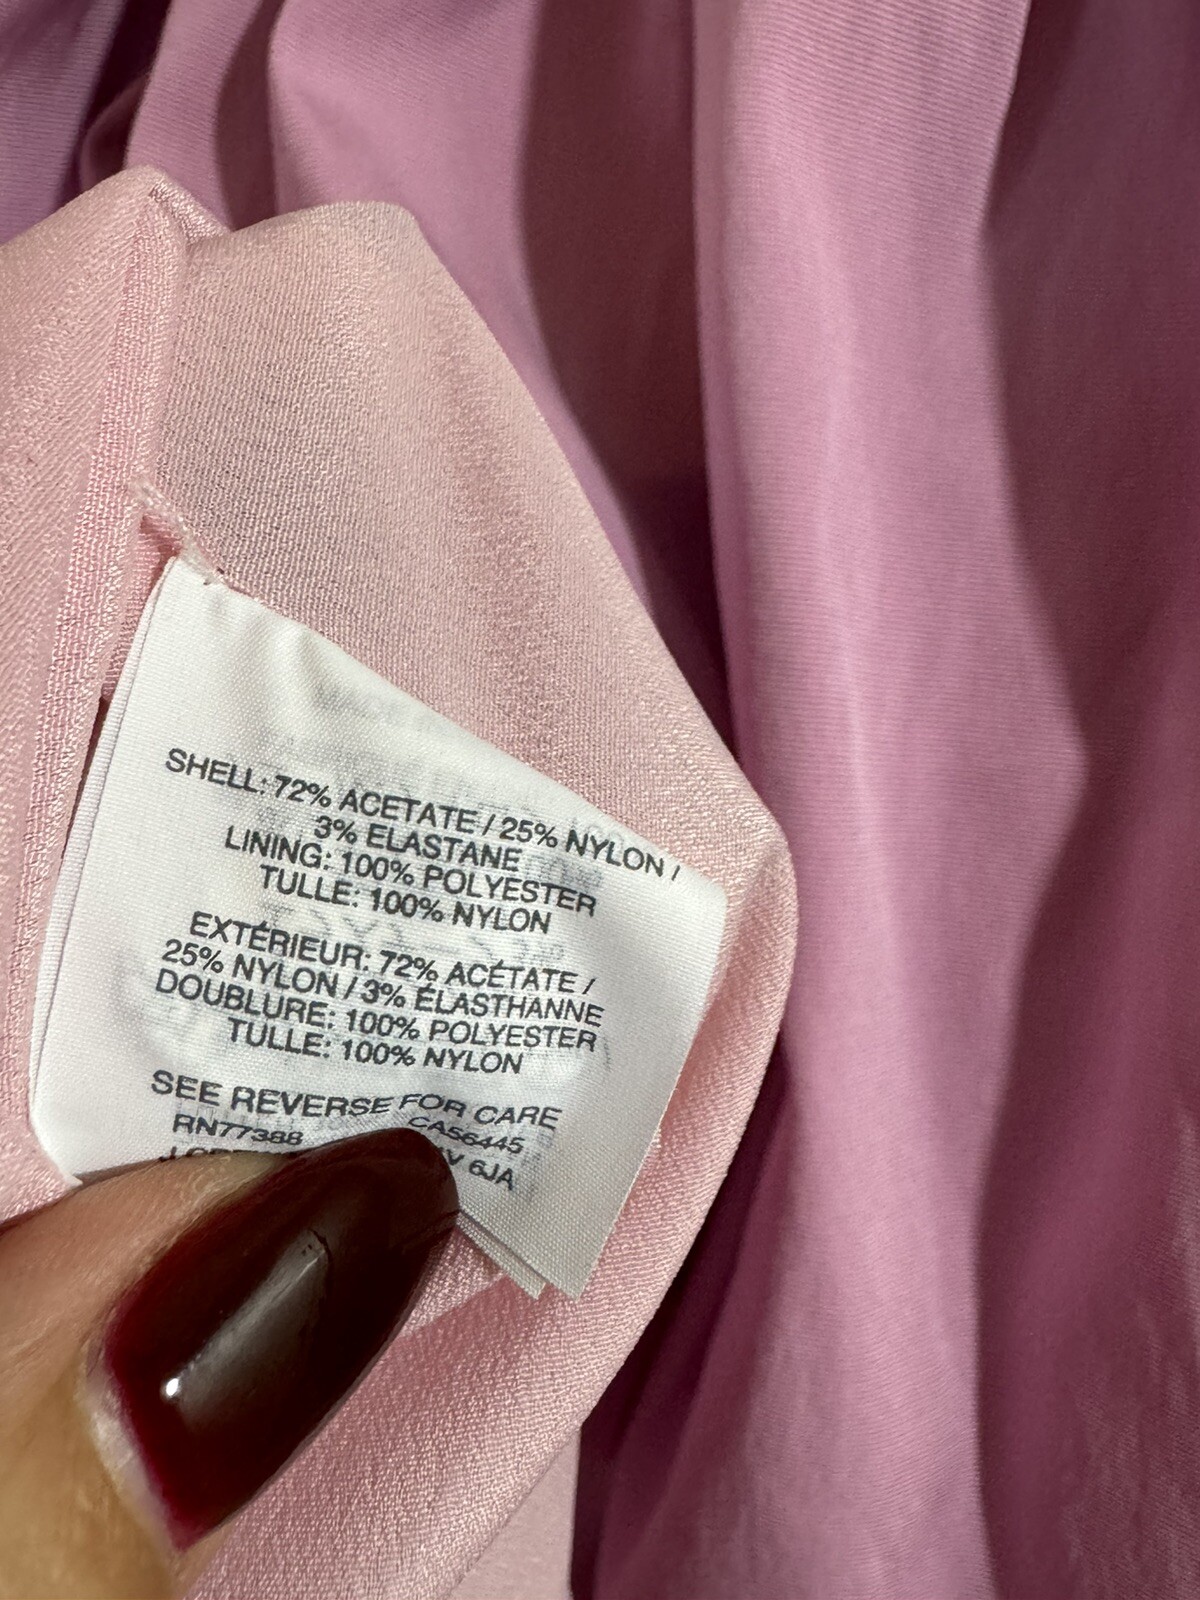 SHELL: 72% ACETATE / 25% NYLON /
3% ELASTANE
LINING: 100% POLYESTER
TULLE: 100% NYLON
EXTÉRIEUR: 72% ACÉTATE /
25% NYLON / 3% ÉLASTHANNE
DOUBLURE: 100% POLYESTER
TULLE: 100% NYLON
SEE REVERSE FOR CARE
RN77388 CA56445
6JA